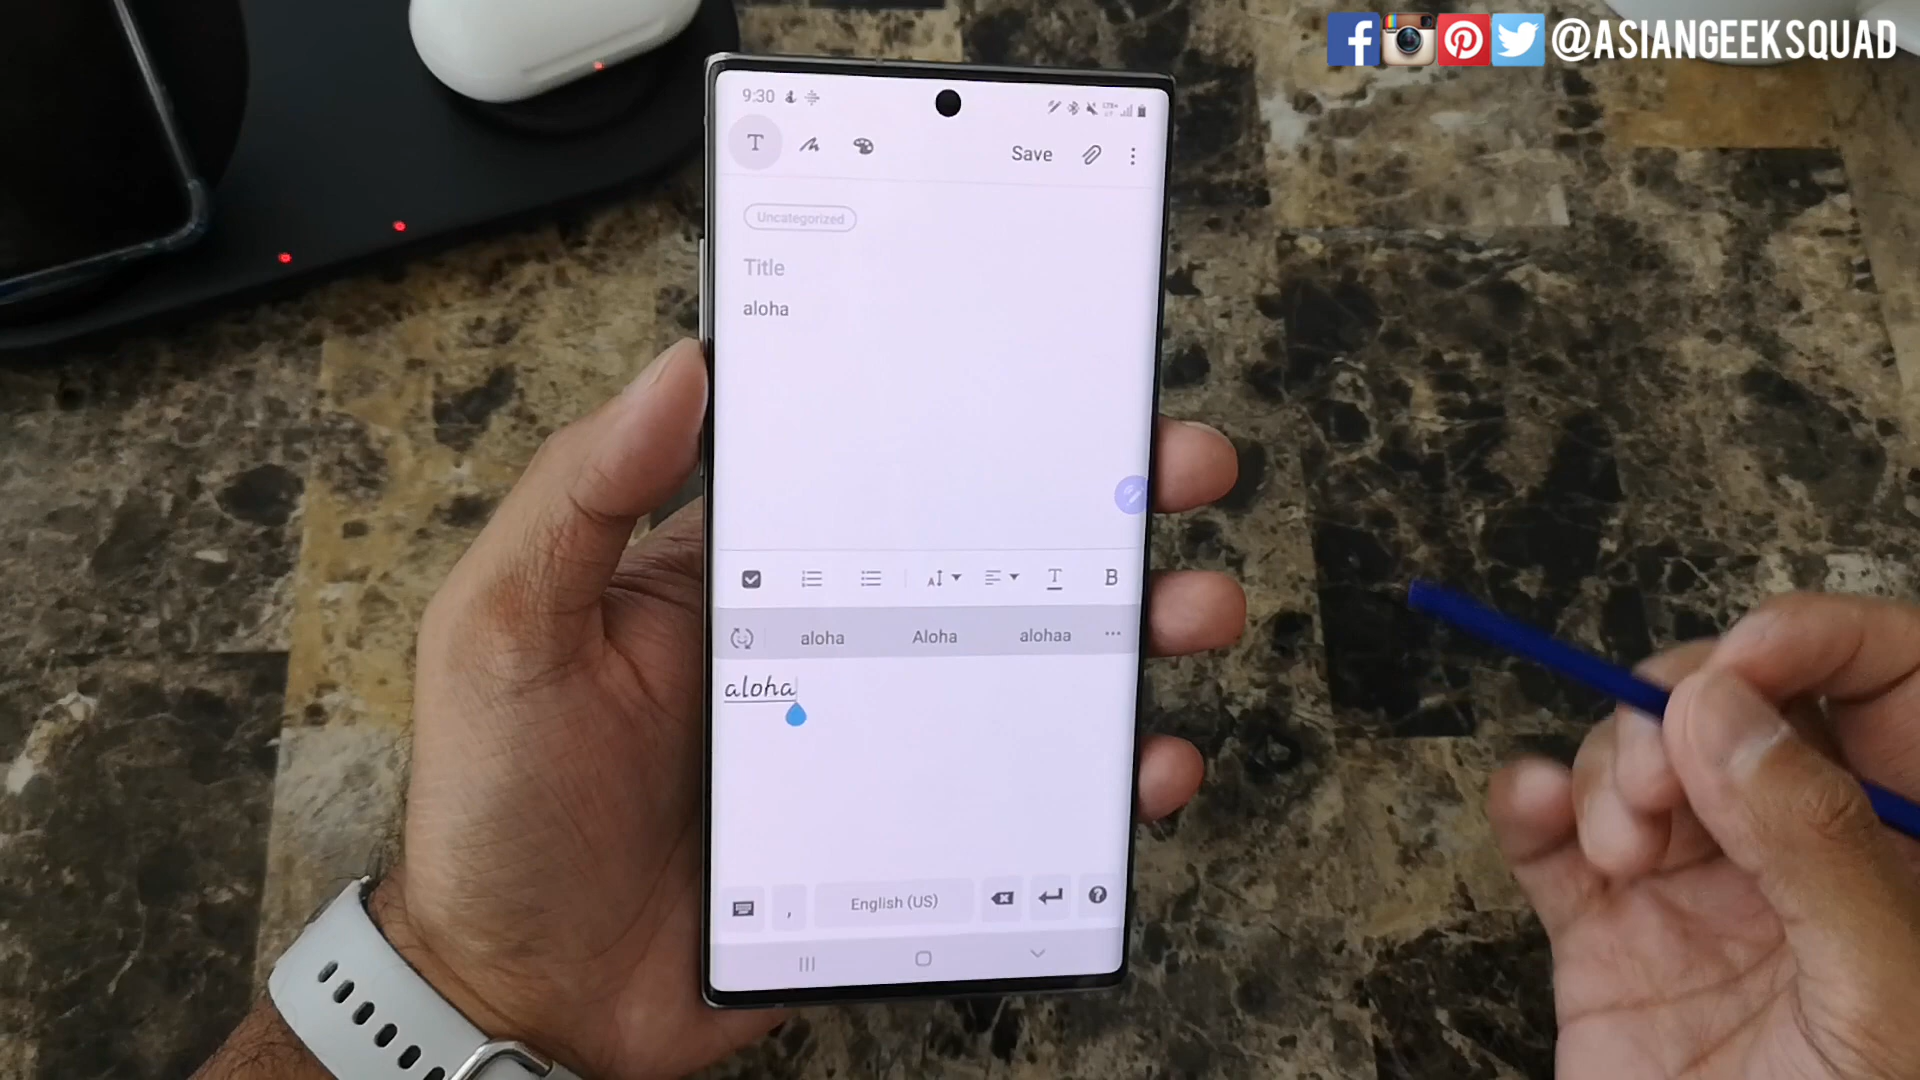 @ASIANGEEKSQUAD
9:30
T
Save
Uncategorized
Title
aloha
T
B
aloha Aloha alohaa ...
aloha
, English (US)